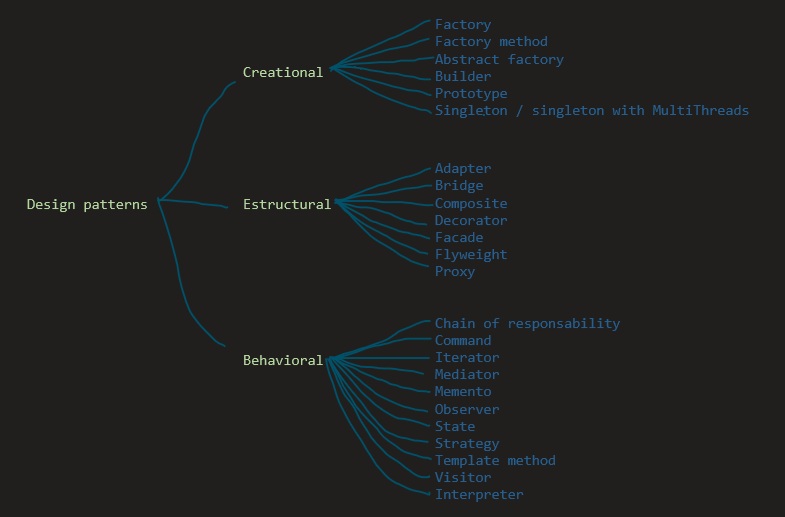 Design patterns
Creational
Factory
Factory method
Abstract factory
Builder
Prototype
Singleton / singleton with MultiThreads
Estructural
Adapter
Bridge
Composite
Decorator
Facade
Flyweight
Proxy
Behavioral
Chain of responsability
Command
Iterator
Mediator
Memento
Observer
State
Strategy
Template method
Visitor
Interpreter